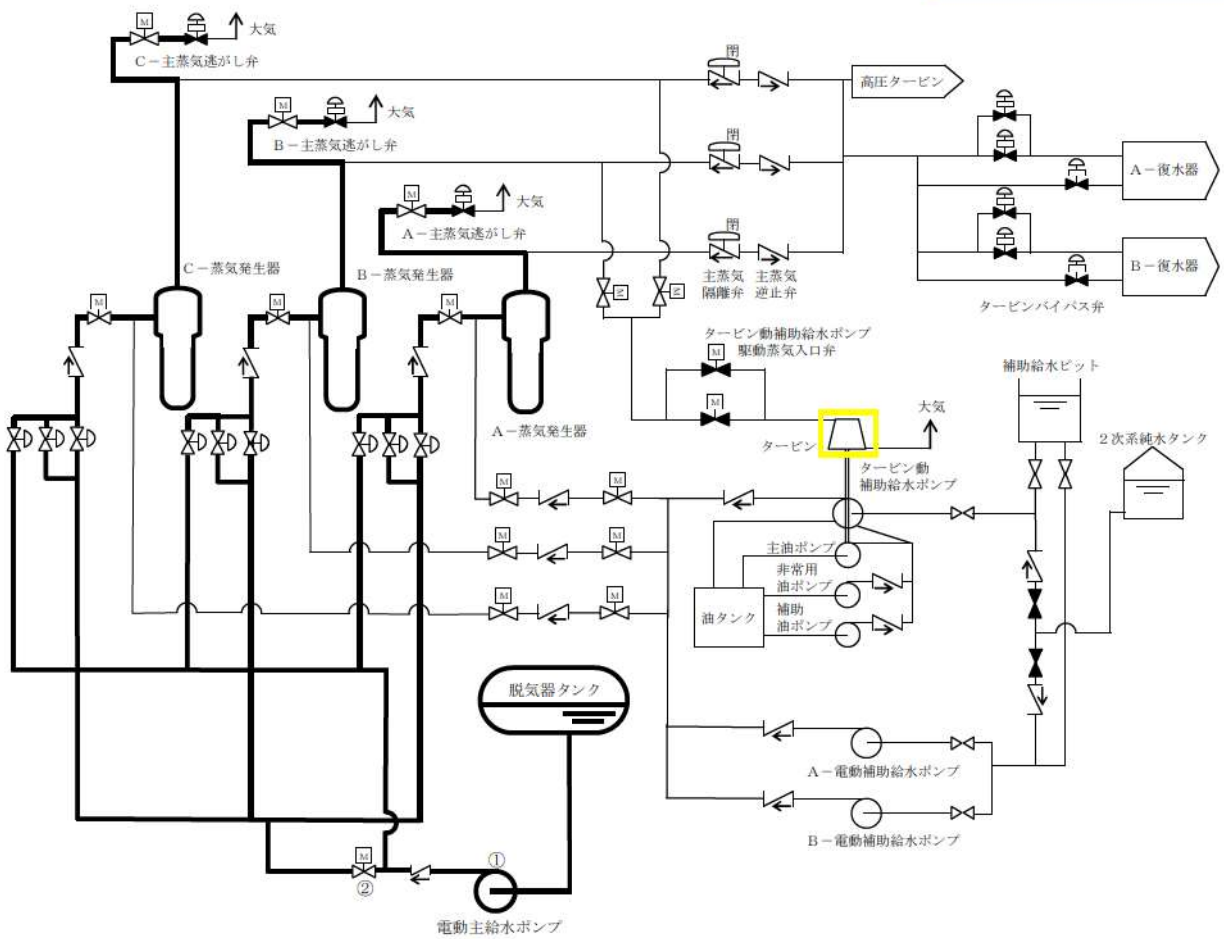 M
大気
C－主蒸気逃がし弁
M
大気
B－主蒸気逃がし弁
M
大気
A－主蒸気逃がし弁
閉
高圧タービン
閉
閉
主蒸気
隔離弁
主蒸気
逆止弁
A－復水器
B－復水器
タービンバイパス弁
C－蒸気発生器
B－蒸気発生器
A－蒸気発生器
M
M
M
M
M
タービン動補助給水ポンプ
駆動蒸気入口弁
M
M
タービン
大気
タービン動
補助給水ポンプ
補助給水ピット
2次系純水タンク
M
M
M
M
M
M
主油ポンプ
非常用
油ポンプ
補助
油ポンプ
油タンク
脱気器タンク
A－電動補助給水ポンプ
B－電動補助給水ポンプ
M
②
①
電動主給水ポンプ